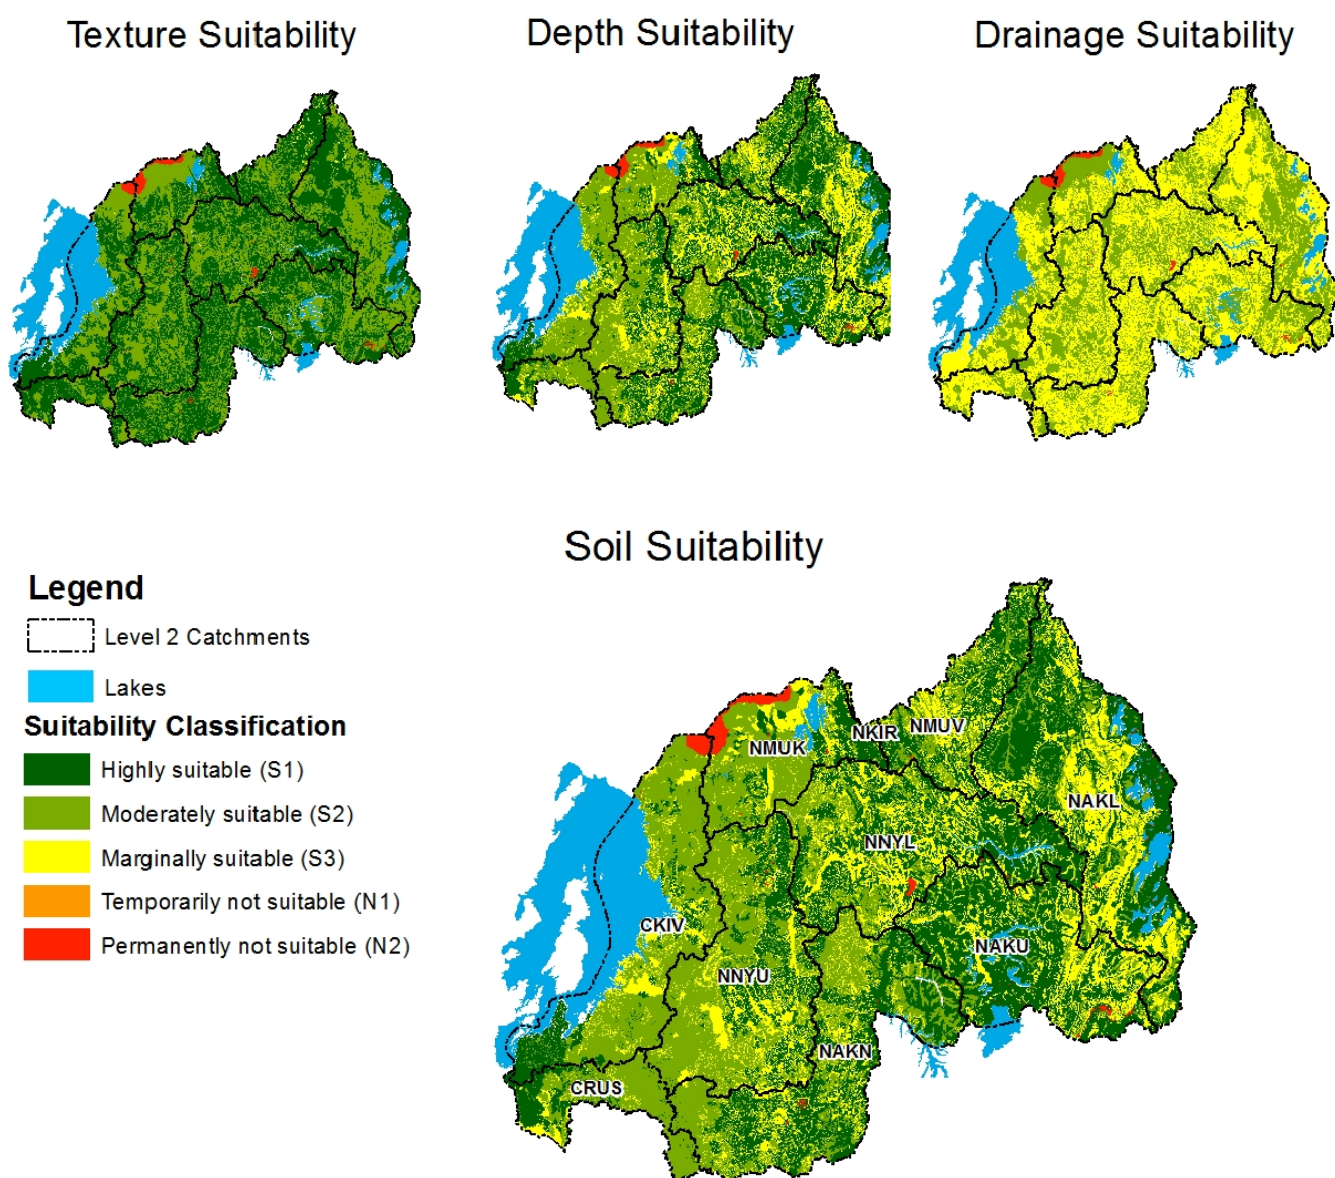 Texture Suitability
Depth Suitability
Drainage Suitability
Soil Suitability
Legend
Level 2 Catchments
Lakes
Suitability Classification
Highly suitable (S1)
Moderately suitable (S2)
Marginally suitable (S3)
Temporarily not suitable (N1)
Permanently not suitable (N2)
NMUK
NKIR
NMUV
NAKL
NNYL
CKIV
NNYU
NAKU
NAKN
CRUS